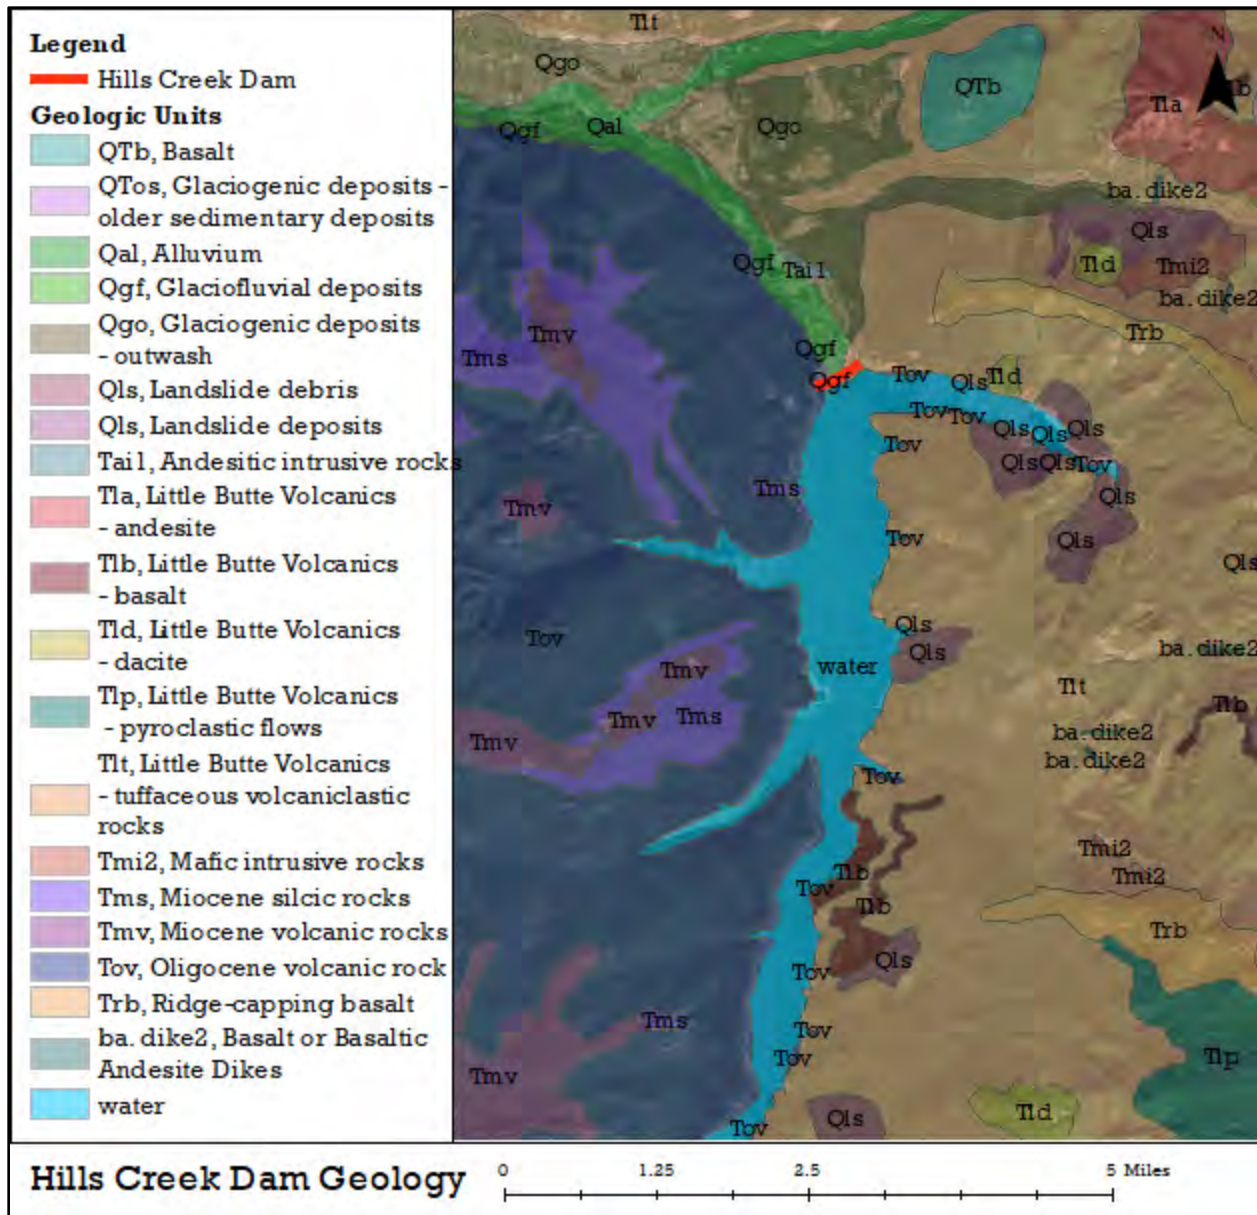 Legend
Hills Creek Dam
Geologic Units
QTb, Basalt
QTos, Glaciogenic deposits -
older sedimentary deposits
Qal, Alluvium
Qgf, Glaciofluvial deposits
Qgo, Glaciogenic deposits
- outwash
Qls, Landslide debris
Qls, Landslide deposits
Tai1, Andesitic intrusive rocks
Tla, Little Butte Volcanics
- andesite
Tlb, Little Butte Volcanics
- basalt
Tld, Little Butte Volcanics
- dacite
Tlp, Little Butte Volcanics
- pyroclastic flows
Tlt, Little Butte Volcanics
- tuffaceous volcaniclastic
rocks
Tmi2, Mafic intrusive rocks
Tms, Miocene silcic rocks
Tmv, Miocene volcanic rocks
Tov, Oligocene volcanic rock
Trb, Ridge-capping basalt
ba.dike2, Basalt or Basaltic
Andesite Dikes
water
Tlt
N
Qgo
QTb
Tla
Qgf
Qal
Qgo
ba.dike2
Qls
Qgf
Tai1
Tld
Tmi2
ba.dike2
Tmv
Trb
Tms
Qgf
Qgf
Tov
Qls
Tld
Tov
Tov
Qls
Qls
Qls
Tov
Qls
Qls
Tov
Tms
Qls
Tmv
Tov
Qls
Qls
Qls
Tov
Qls
ba.dike2
water
Tmv
Tlt
Tlb
Tmv
Tms
ba.dike2
Tmv
ba.dike2
Tov
Tmi2
Tlb
Tmi2
Tov
Tlb
Trb
Qls
Tov
Tms
Tov
Tov
Tmv
Tlp
Tov
Qls
Tld
Hills Creek Dam Geology
0 1.25 2.5 5 Miles